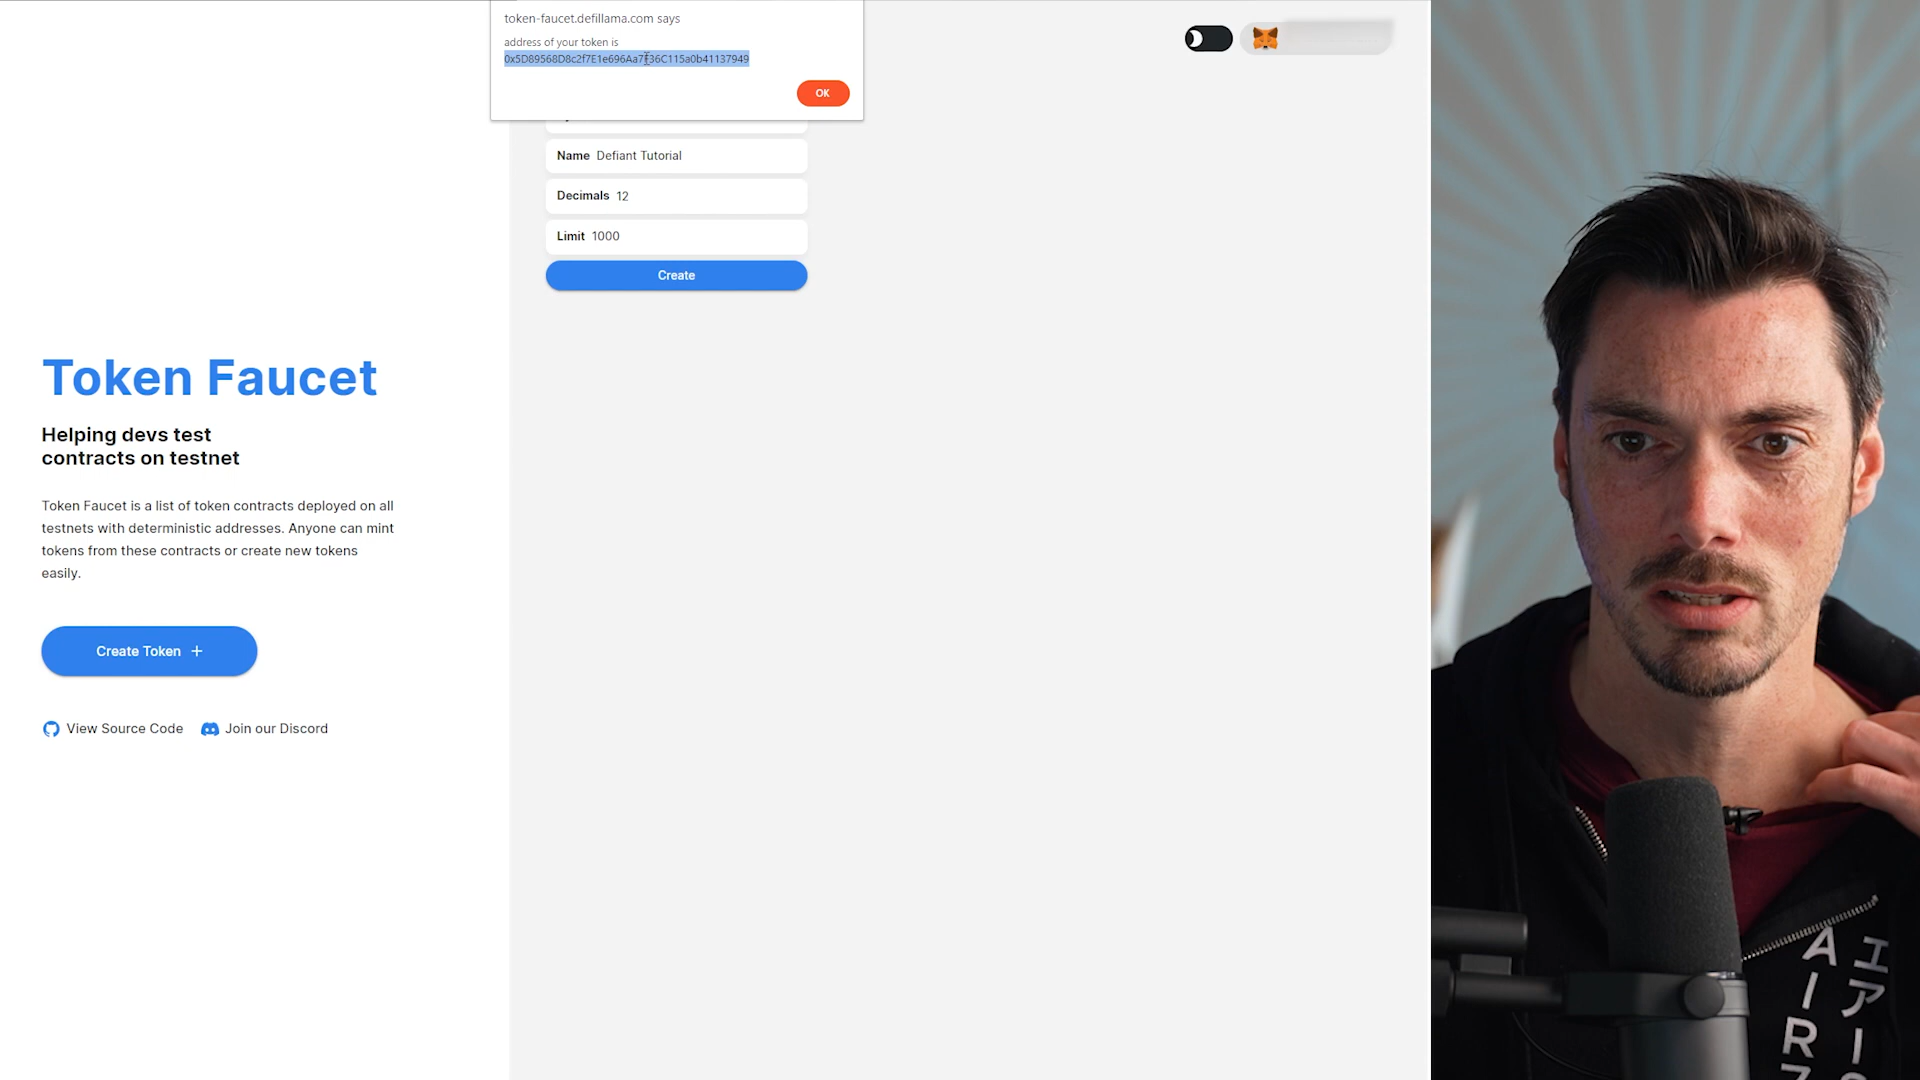 token-faucet.defillama.com says
address of your token is
OK
Name Defiant Tutorial
Decimals 12
Limit 1000
Create
Token Faucet
Helping devs test
contracts on testnet
Token Faucet is a list of token contracts deployed on all
testnets with deterministic addresses. Anyone can mint
tokens from these contracts or create new tokens
easily.
Create Token +
View Source Code
Join our Discord
エア